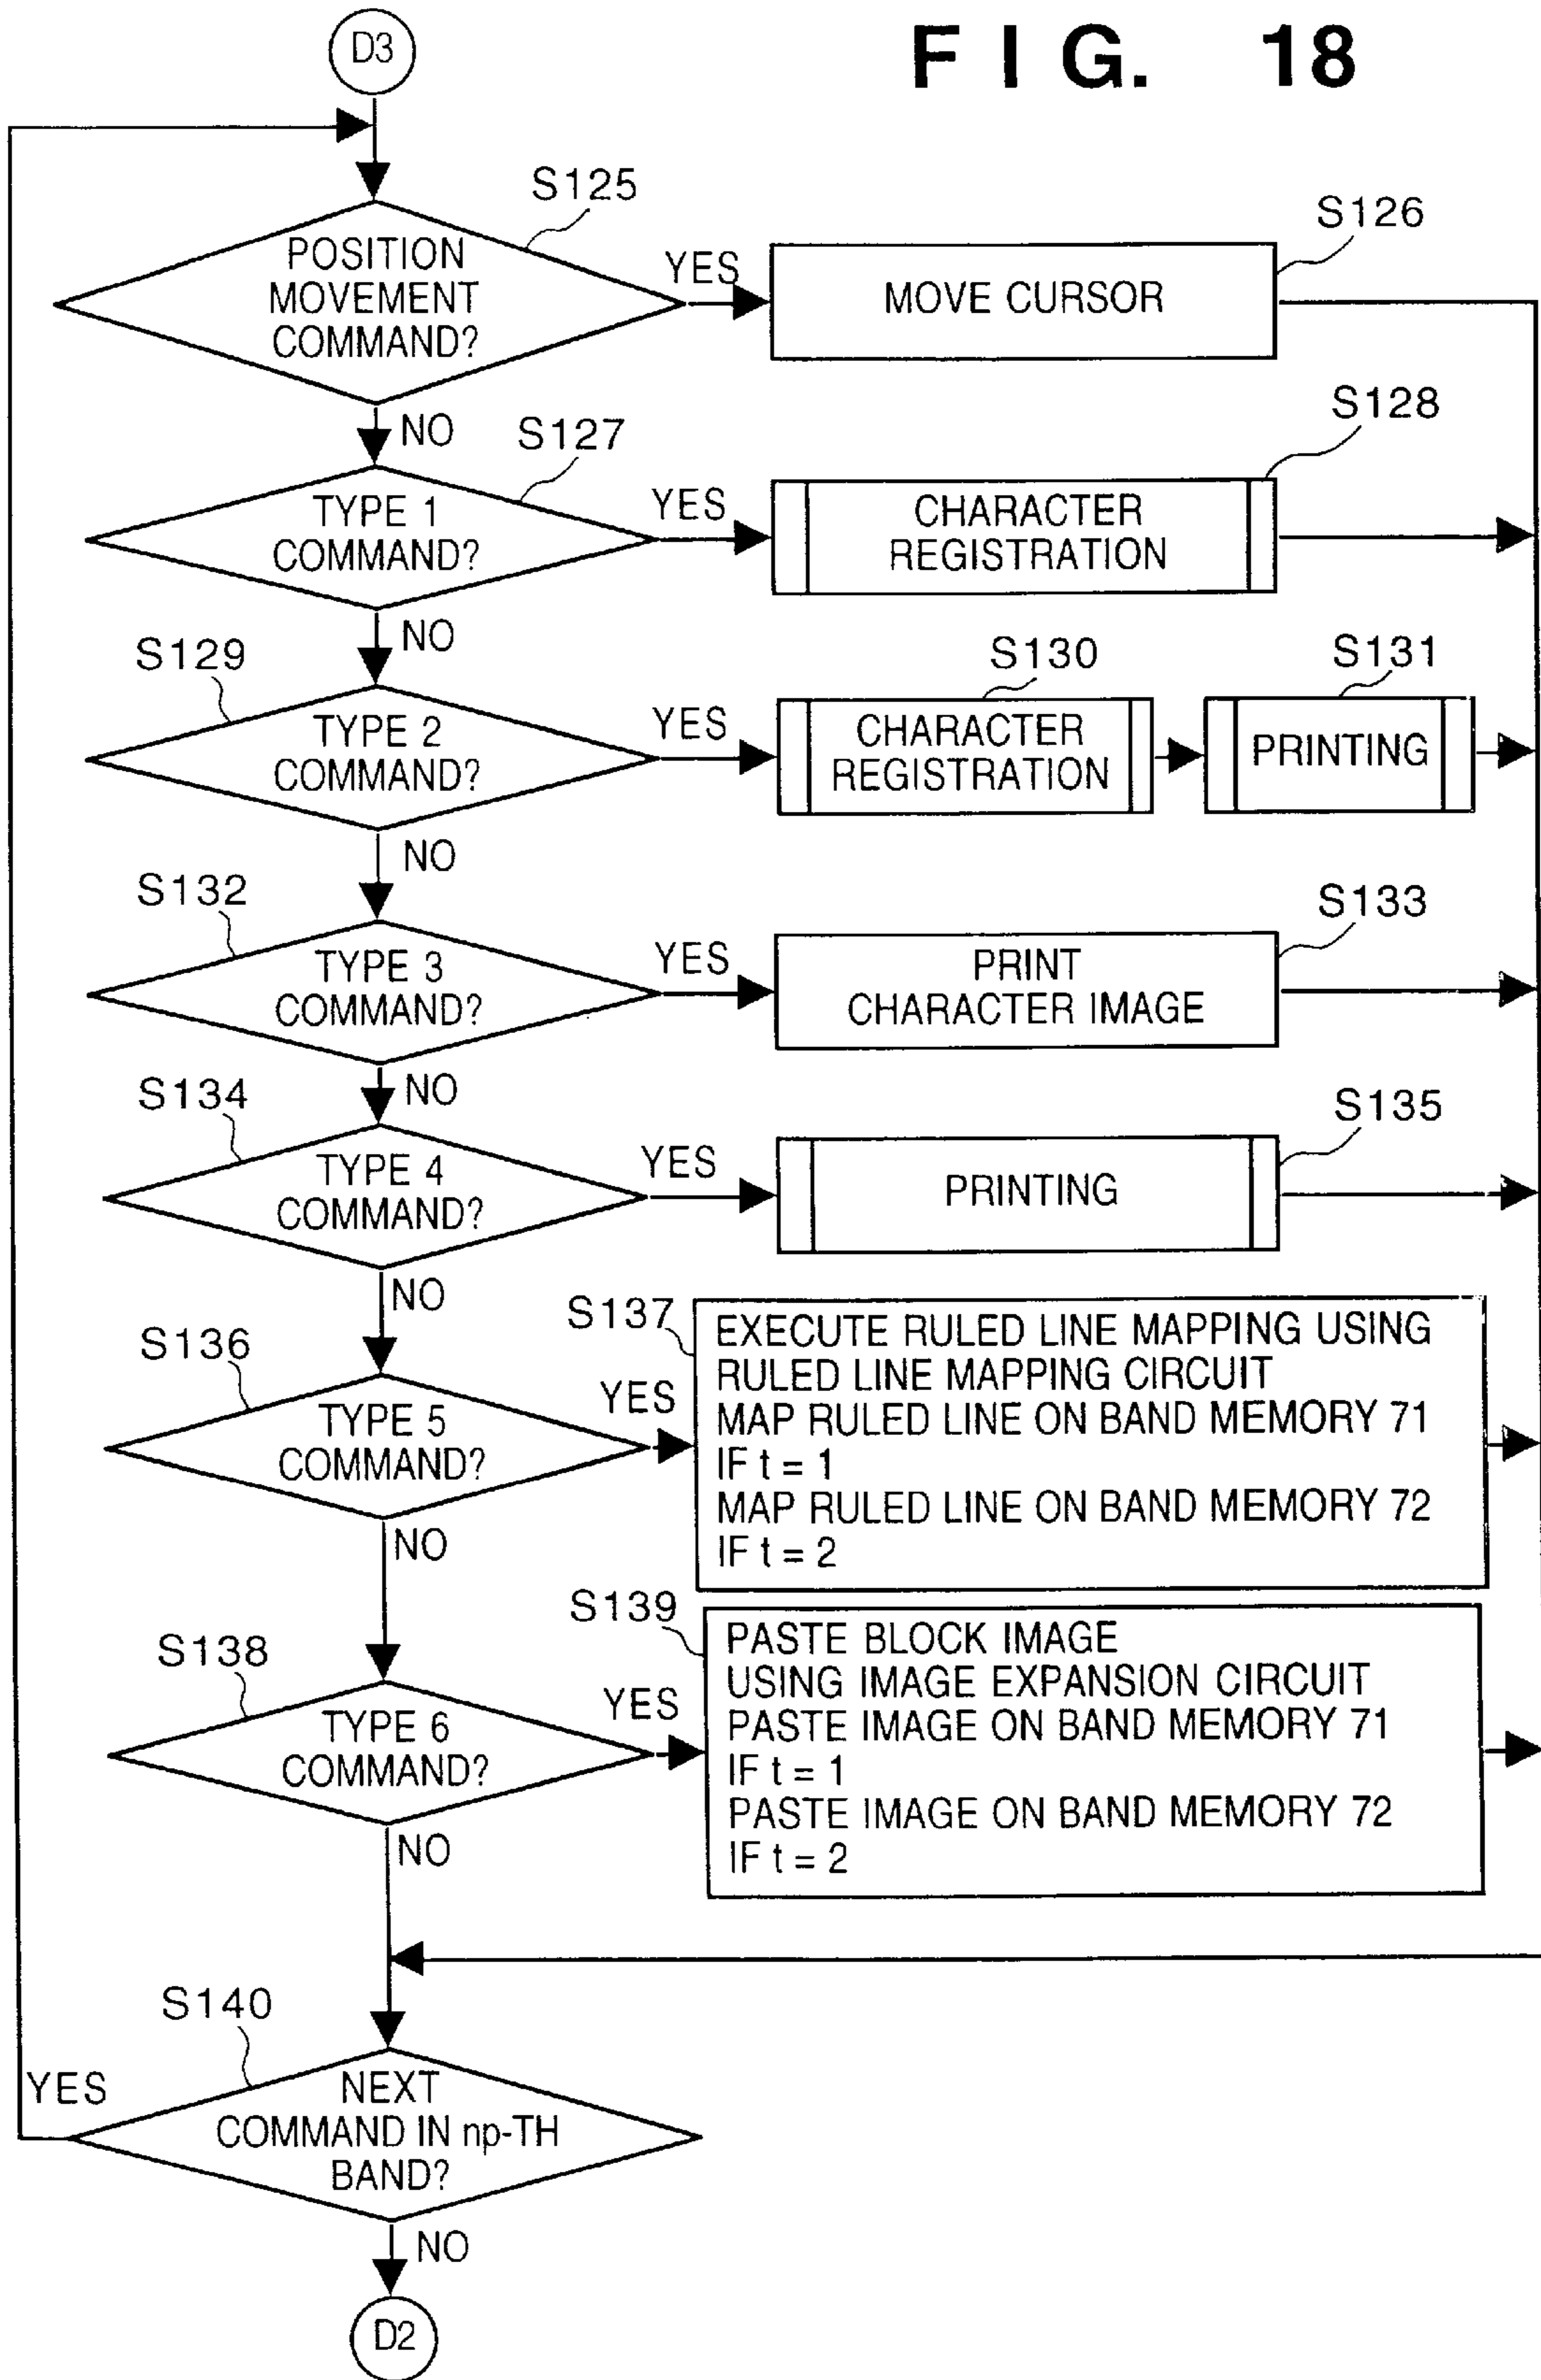 D3
F I G. 18
S125
POSITION
MOVEMENT
COMMAND?
YES
S126
MOVE CURSOR
NO
S127
TYPE 1
COMMAND?
YES
S128
CHARACTER
REGISTRATION
NO
S129
TYPE 2
COMMAND?
YES
S130
CHARACTER
REGISTRATION
S131
PRINTING
NO
S132
TYPE 3
COMMAND?
YES
S133
PRINT
CHARACTER IMAGE
NO
S134
TYPE 4
COMMAND?
YES
S135
PRINTING
NO
S136
TYPE 5
COMMAND?
YES
S137
EXECUTE RULED LINE MAPPING USING
RULED LINE MAPPING CIRCUIT
MAP RULED LINE ON BAND MEMORY 71
IF t = 1
MAP RULED LINE ON BAND MEMORY 72
IF t = 2
NO
S138
TYPE 6
COMMAND?
YES
S139
PASTE BLOCK IMAGE
USING IMAGE EXPANSION CIRCUIT
PASTE IMAGE ON BAND MEMORY 71
IF t = 1
PASTE IMAGE ON BAND MEMORY 72
IF t = 2
NO
S140
YES
NEXT
COMMAND IN np-TH
BAND?
NO
D2